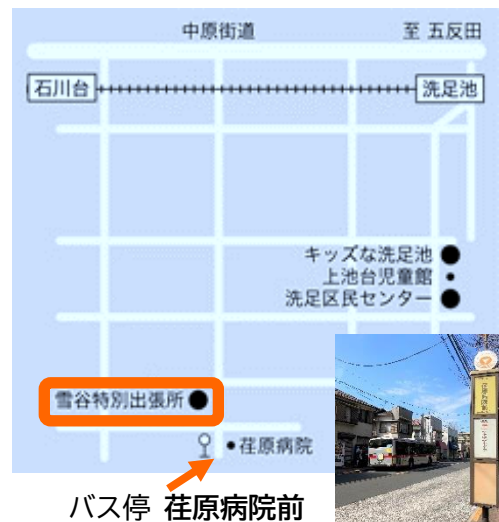 中原街道
至 五反田
石川台
洗足池
キッズな洗足池
上池台児童館
洗足区民センター
雪谷特別出張所
荏原病院
バス停 荏原病院前